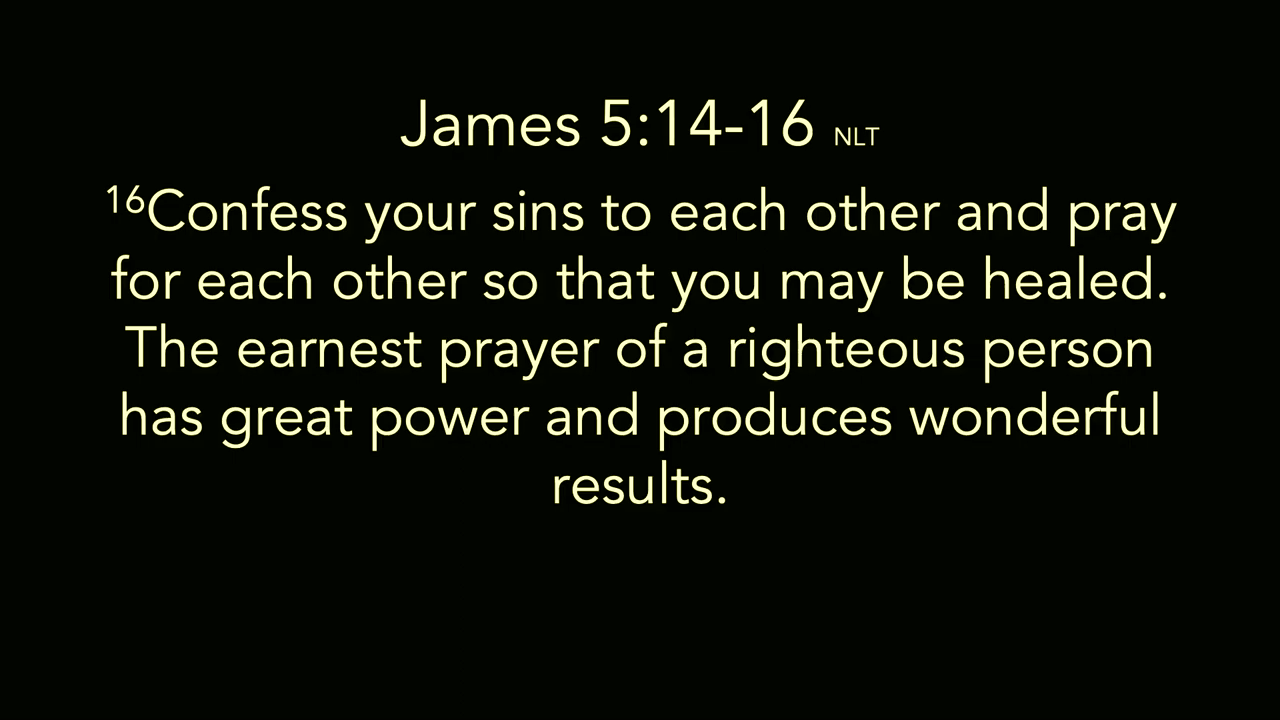 James 5:14-16 NLT
16Confess your sins to each other and pray
for each other so that you may be healed.
The earnest prayer of a righteous person
has great power and produces wonderful
results.